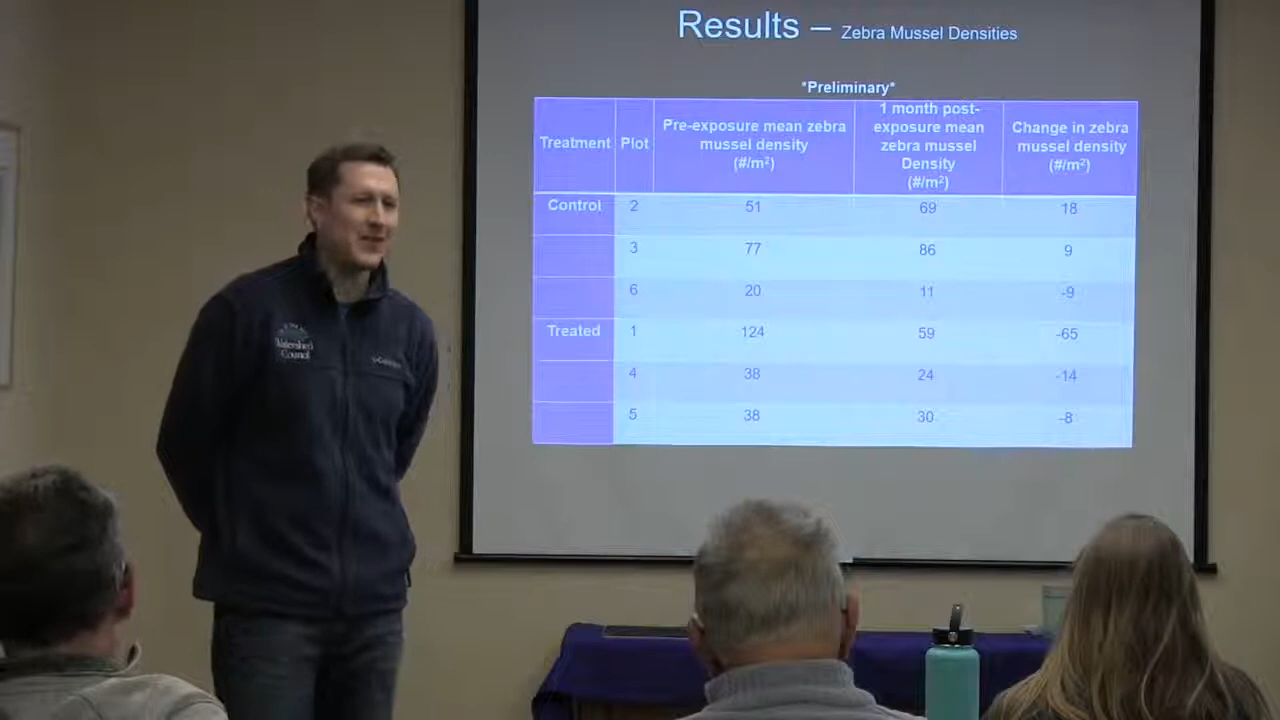 Results – Zebra Mussel Densities
*Preliminary*
Treatment Plot Pre-exposure mean zebra mussel density (#/m²) 1 month post-exposure mean zebra mussel Density (#/m²) Change in zebra mussel density (#/m²)
Control 2 51 69 18
3 77 86 9
6 20 11 -9
Treated 1 124 59 -65
4 38 24 -14
5 38 30 -8
Watershed
Council
Columbia